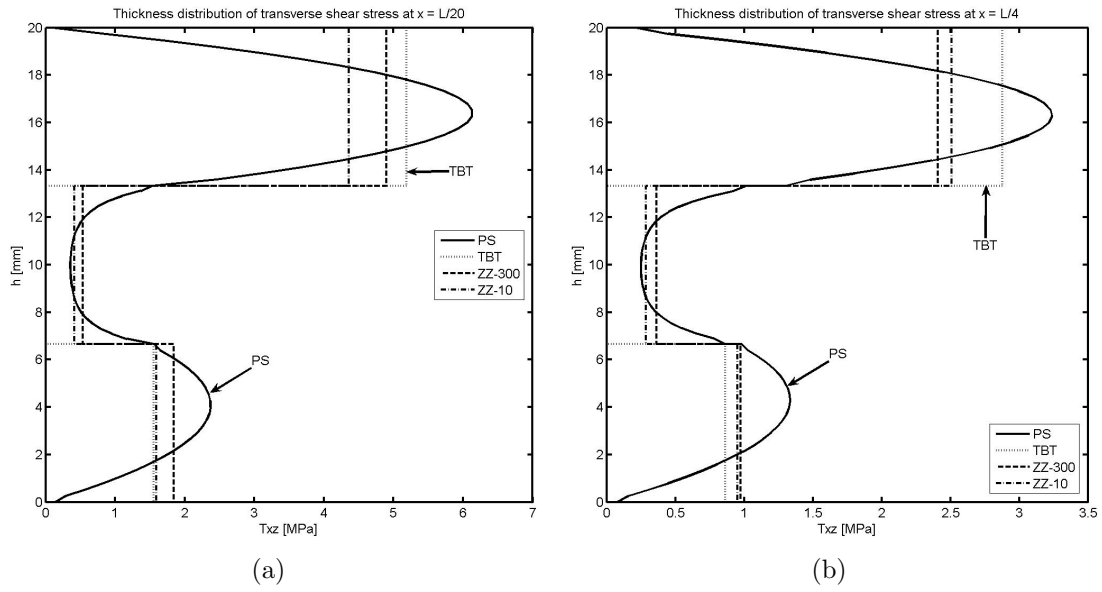 Thickness distribution of transverse shear stress at x = L/20
20
18
16
14
12
10
8
6
4
2
0
h [mm]
0 1 2 3 4 5 6 7
Txz [MPa]
TBT
PS
TBT
ZZ-300
ZZ-10
PS
(a)
Thickness distribution of transverse shear stress at x = L/4
20
18
16
14
12
10
8
6
4
2
0
h [mm]
0 0.5 1 1.5 2 2.5 3 3.5
Txz [MPa]
TBT
PS
PS
TBT
ZZ-300
ZZ-10
(b)